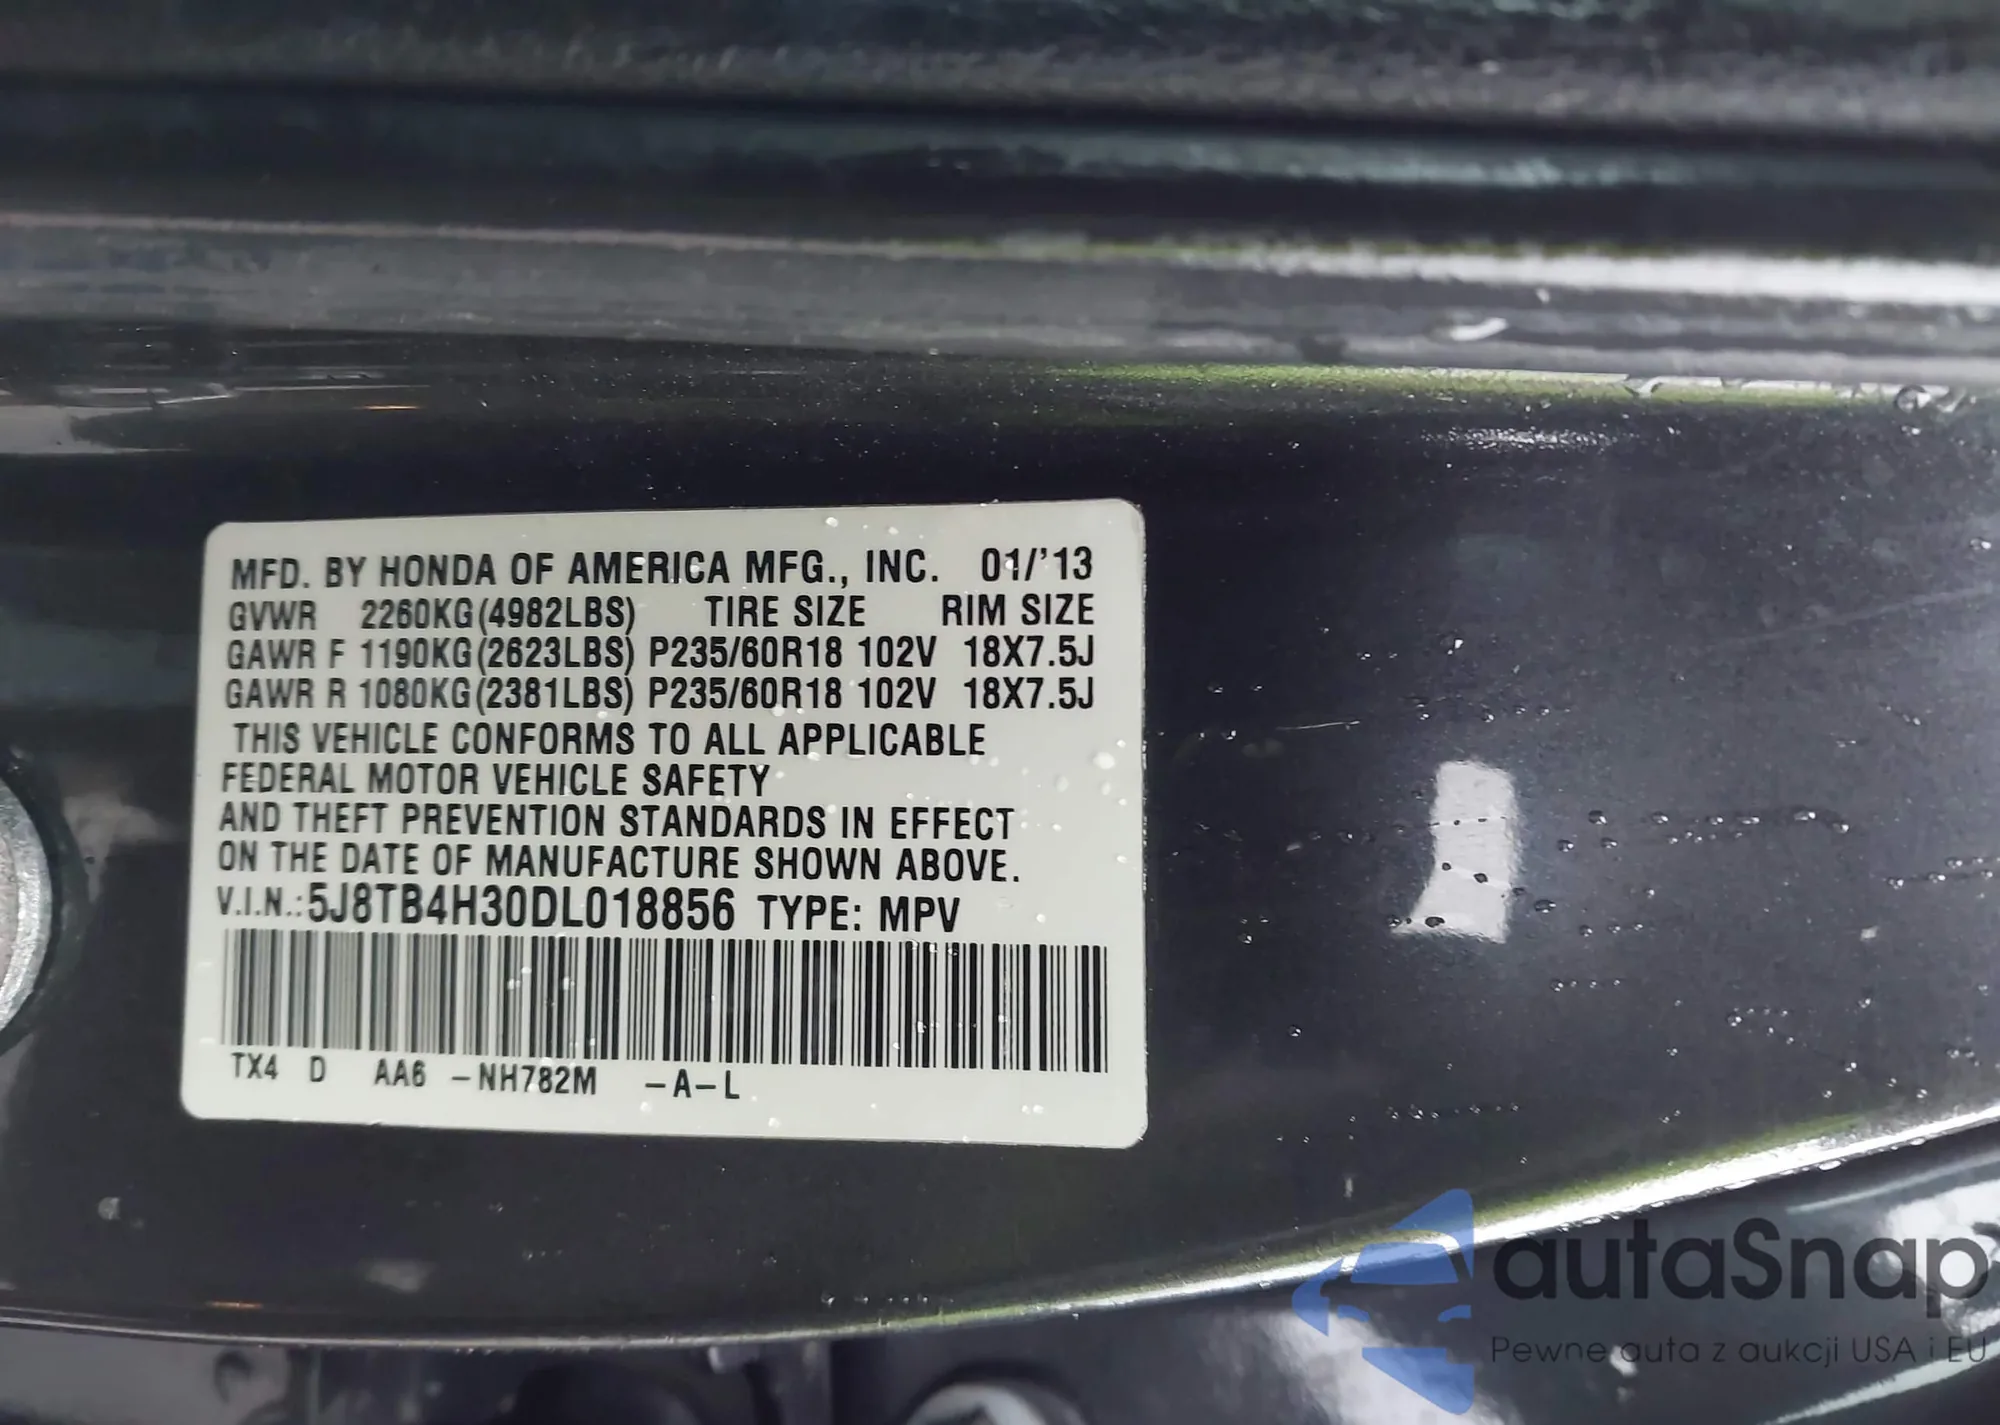 MFD. BY HONDA OF AMERICA MFG., INC. 01/'13
GVWR 2260KG(4982LBS) TIRE SIZE RIM SIZE
GAWR F 1190KG(2623LBS) P235/60R18 102V 18X7.5J
GAWR R 1080KG(2381LBS) P235/60R18 102V 18X7.5J
THIS VEHICLE CONFORMS TO ALL APPLICABLE
FEDERAL MOTOR VEHICLE SAFETY
AND THEFT PREVENTION STANDARDS IN EFFECT
ON THE DATE OF MANUFACTURE SHOWN ABOVE.
V.I.N.:5J8TB4H30DL018856 TYPE: MPV
TX4 D AA6 -NH782M -A-L
autaSnap
Pewne auta z aukcji USA i EU